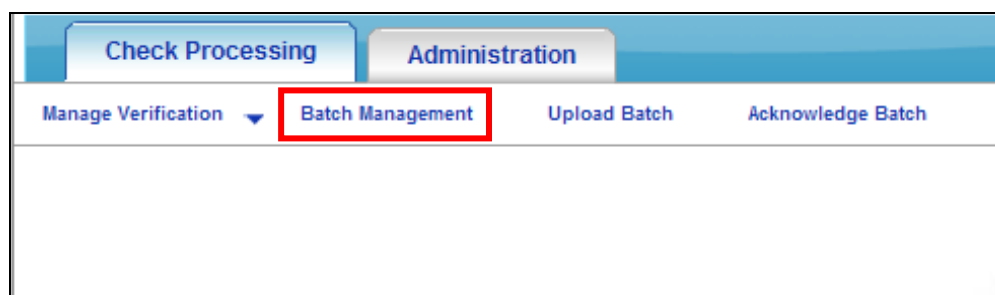 Check Processing Administration
Manage Verification Batch Management Upload Batch Acknowledge Batch